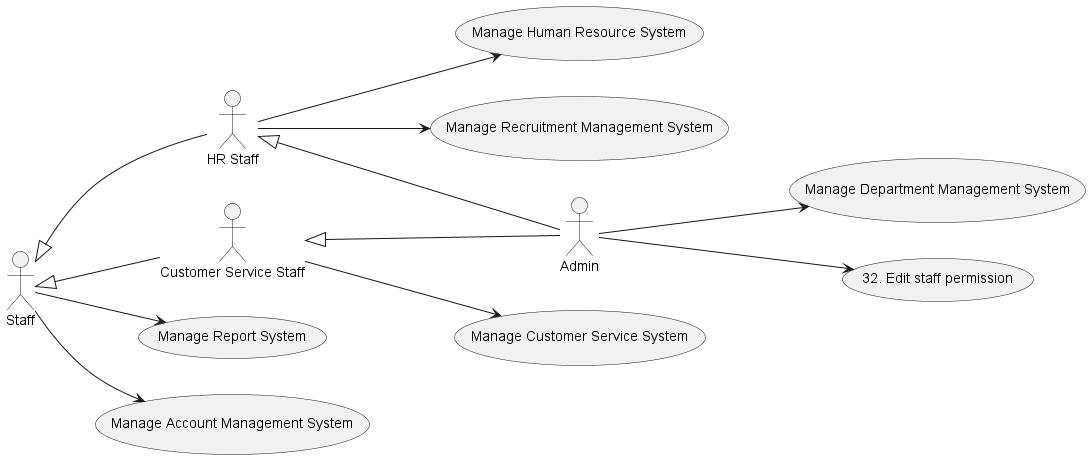 Manage Human Resource System
Manage Recruitment Management System
HR Staff
Manage Department Management System
Customer Service Staff
Admin
32. Edit staff permission
Staff
Manage Report System
Manage Customer Service System
Manage Account Management System